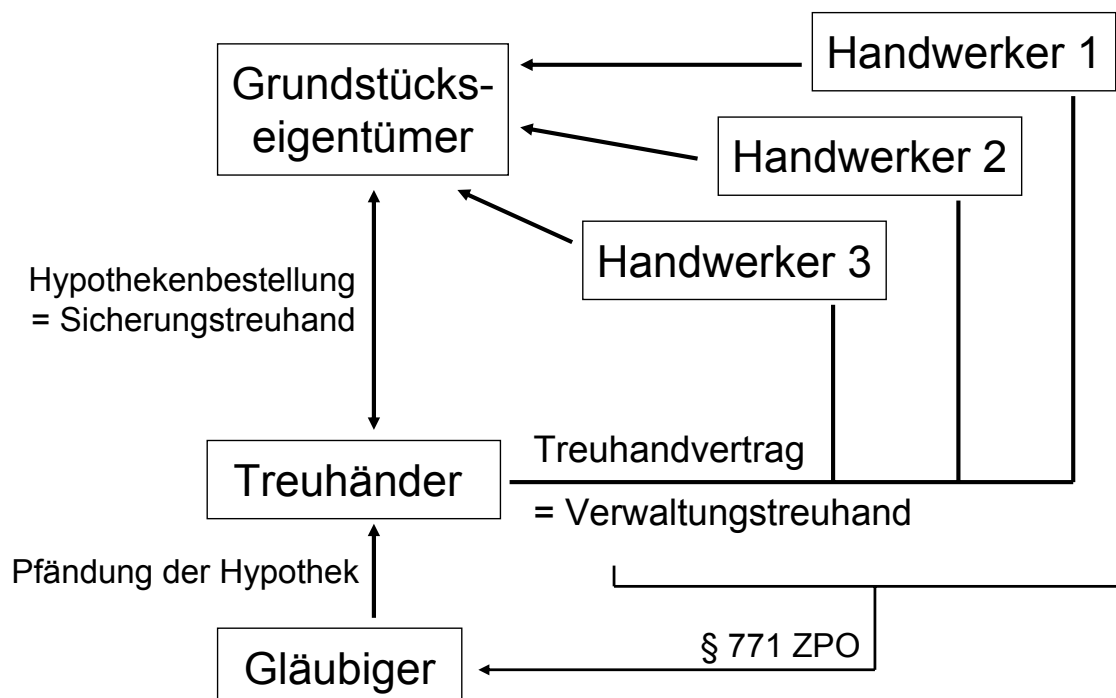 Handwerker 1
Grundstücks-
eigentümer
Handwerker 2
Handwerker 3
Hypothekenbestellung
= Sicherungstreuhand
Treuhandvertrag
Treuhänder
= Verwaltungstreuhand
Pfändung der Hypothek
§ 771 ZPO
Gläubiger